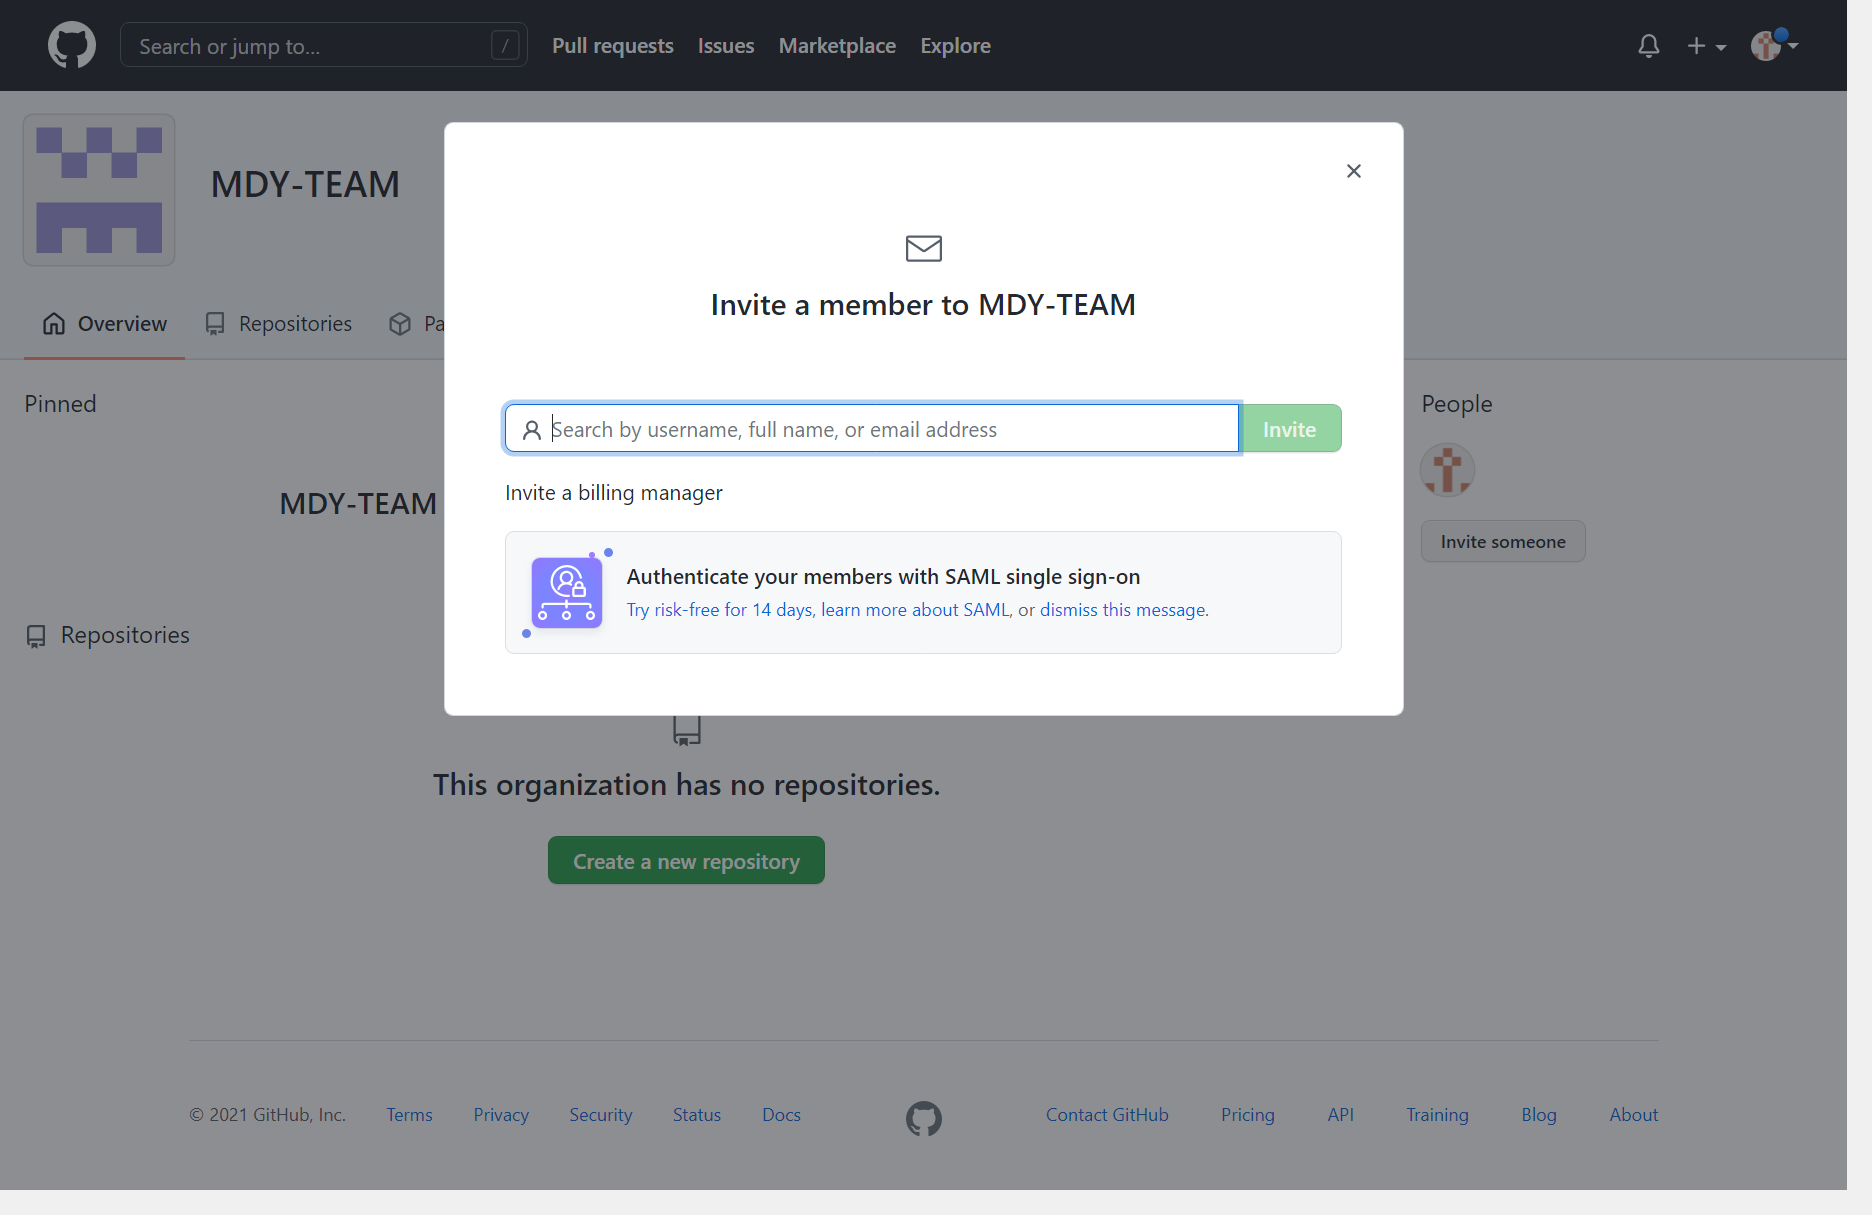 Search or jump to...
/
Pull requests
Issues
Marketplace
Explore
MDY-TEAM
Overview
Repositories
Pa
Invite a member to MDY-TEAM
Search by username, full name, or email address
Invite
Invite a billing manager
Authenticate your members with SAML single sign-on
Try risk-free for 14 days, learn more about SAML, or dismiss this message.
Pinned
MDY-TEAM
People
Invite someone
Repositories
This organization has no repositories.
Create a new repository
© 2021 GitHub, Inc.
Terms
Privacy
Security
Status
Docs
Contact GitHub
Pricing
API
Training
Blog
About